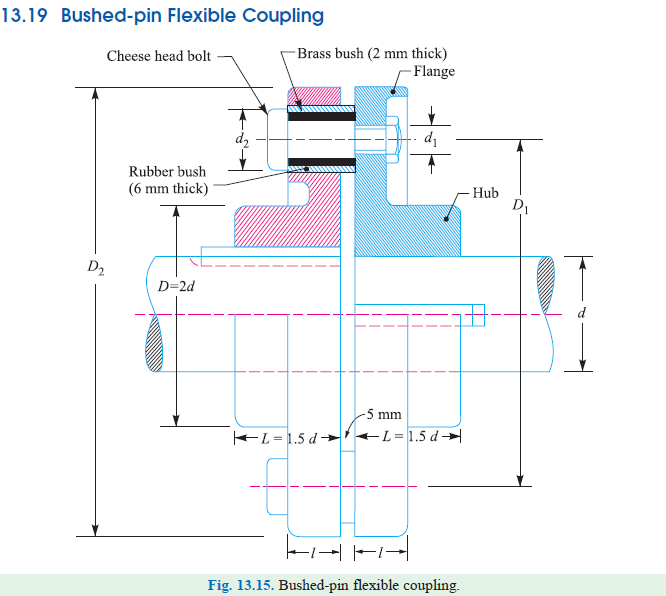 13.19 Bushed-pin Flexible Coupling
Cheese head bolt
Brass bush (2 mm thick)
Flange
d2
d1
Rubber bush
(6 mm thick)
Hub
D1
D2
D=2d
d
5 mm
L = 1.5 d
L = 1.5 d
l
l
Fig. 13.15. Bushed-pin flexible coupling.